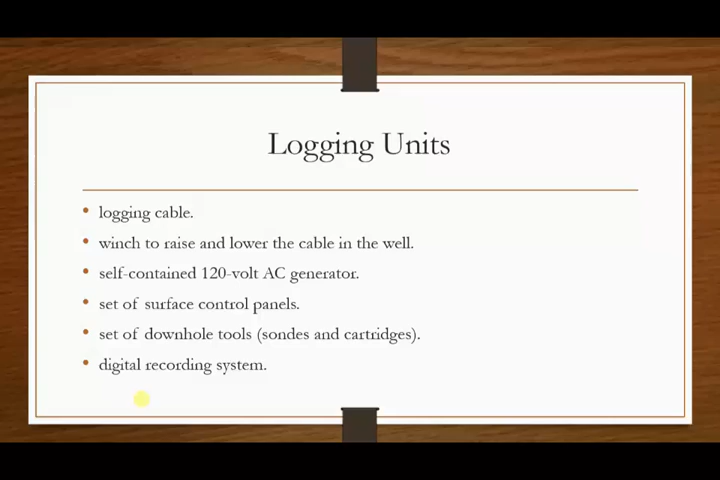 Logging Units
• logging cable.
• winch to raise and lower the cable in the well.
• self-contained 120-volt AC generator.
• set of surface control panels.
• set of downhole tools (sondes and cartridges).
• digital recording system.